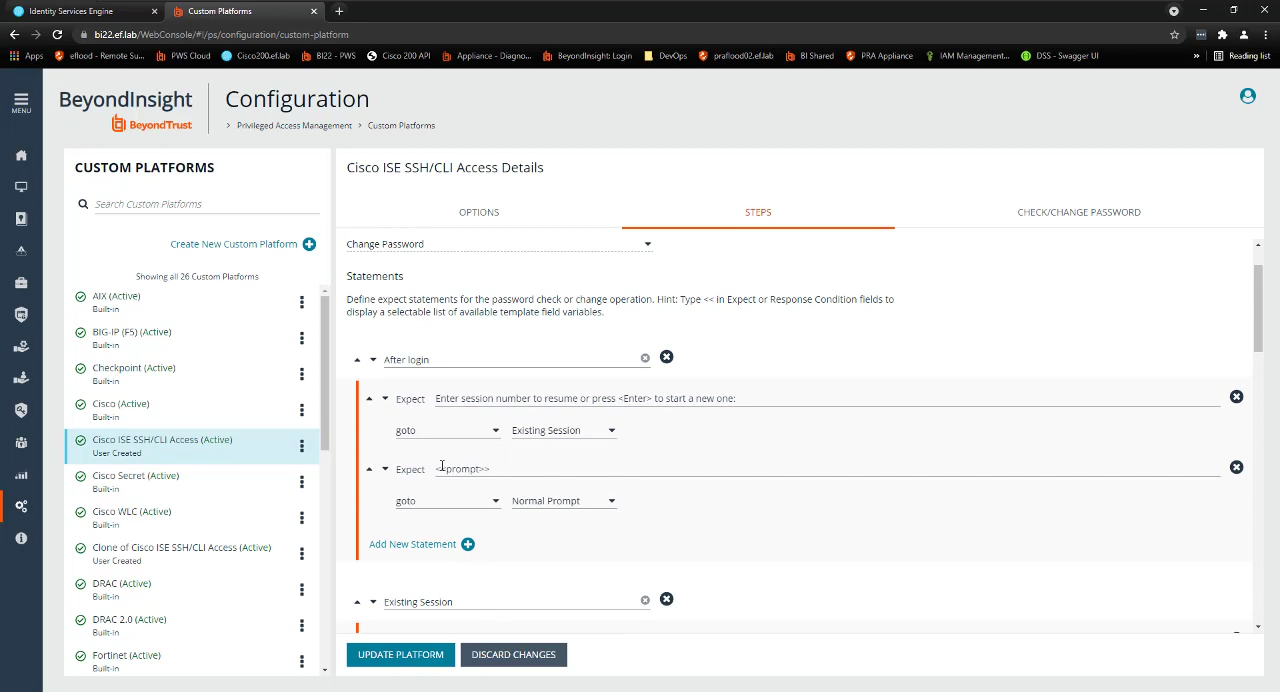 Identity Services Engine
Custom Platforms
bi22.ef.lab/WebConsole/#!/ps/configuration/custom-platform
Apps
eflood - Remote Su...
PWS Cloud
Cisco200.ef.lab
BI22 - PWS
Cisco 200 API
Appliance - Diagno...
BeyondInsight: Login
DevOps
praflood02.ef.lab
BI Shared
PRA Appliance
IAM Management...
DSS - Swagger UI
»
Reading list
MENU
BeyondInsight
BeyondTrust
Configuration
> Privileged Access Management > Custom Platforms
CUSTOM PLATFORMS
Search Custom Platforms
Create New Custom Platform
Showing all 26 Custom Platforms
AIX (Active)
Built-in
BIG-IP (F5) (Active)
Built-in
Checkpoint (Active)
Built-in
Cisco (Active)
Built-in
Cisco ISE SSH/CLI Access (Active)
User Created
Cisco Secret (Active)
Built-in
Cisco WLC (Active)
Built-in
Clone of Cisco ISE SSH/CLI Access (Active)
User Created
DRAC (Active)
Built-in
DRAC 2.0 (Active)
Built-in
Fortinet (Active)
Built-in
Cisco ISE SSH/CLI Access Details
OPTIONS
STEPS
CHECK/CHANGE PASSWORD
Change Password
Statements
Define expect statements for the password check or change operation. Hint: Type << in Expect or Response Condition fields to
display a selectable list of available template field variables.
After login
Expect Enter session number to resume or press <Enter> to start a new one:
goto Existing Session
Expect <<prompt>>
goto Normal Prompt
Add New Statement
Existing Session
UPDATE PLATFORM
DISCARD CHANGES